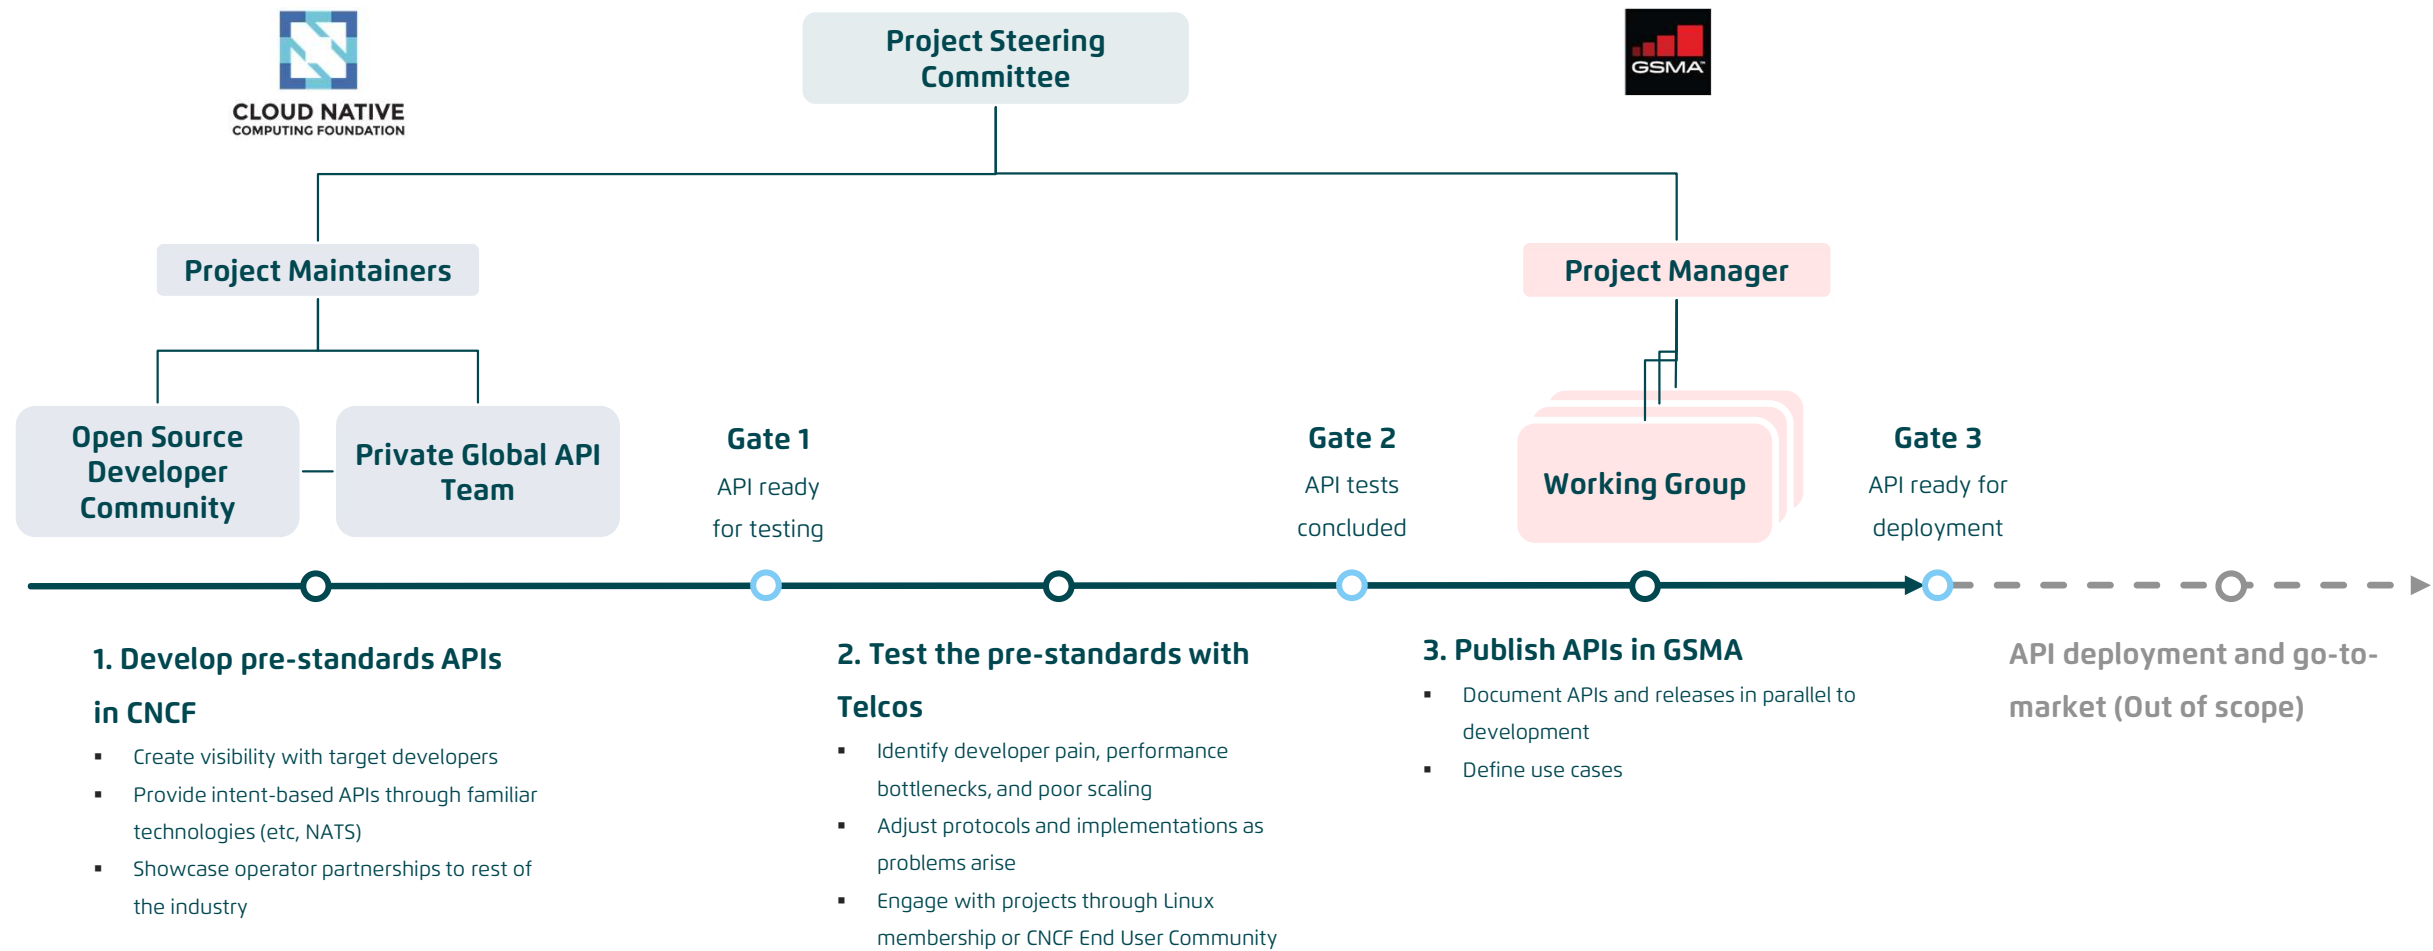 CLOUD NATIVE
COMPUTING FOUNDATION
Project Steering
Committee
GSMA™
Project Maintainers
Project Manager
Open Source
Developer
Community
Private Global API
Team
Gate 1
API ready
for testing
Gate 2
API tests
concluded
Working Group
Gate 3
API ready for
deployment
1. Develop pre-standards APIs
in CNCF
▪ Create visibility with target developers
▪ Provide intent-based APIs through familiar
technologies (etc, NATS)
▪ Showcase operator partnerships to rest of
the industry
2. Test the pre-standards with
Telcos
▪ Identify developer pain, performance
bottlenecks, and poor scaling
▪ Adjust protocols and implementations as
problems arise
▪ Engage with projects through Linux
membership or CNCF End User Community
3. Publish APIs in GSMA
▪ Document APIs and releases in parallel to
development
▪ Define use cases
API deployment and go-to-
market (Out of scope)